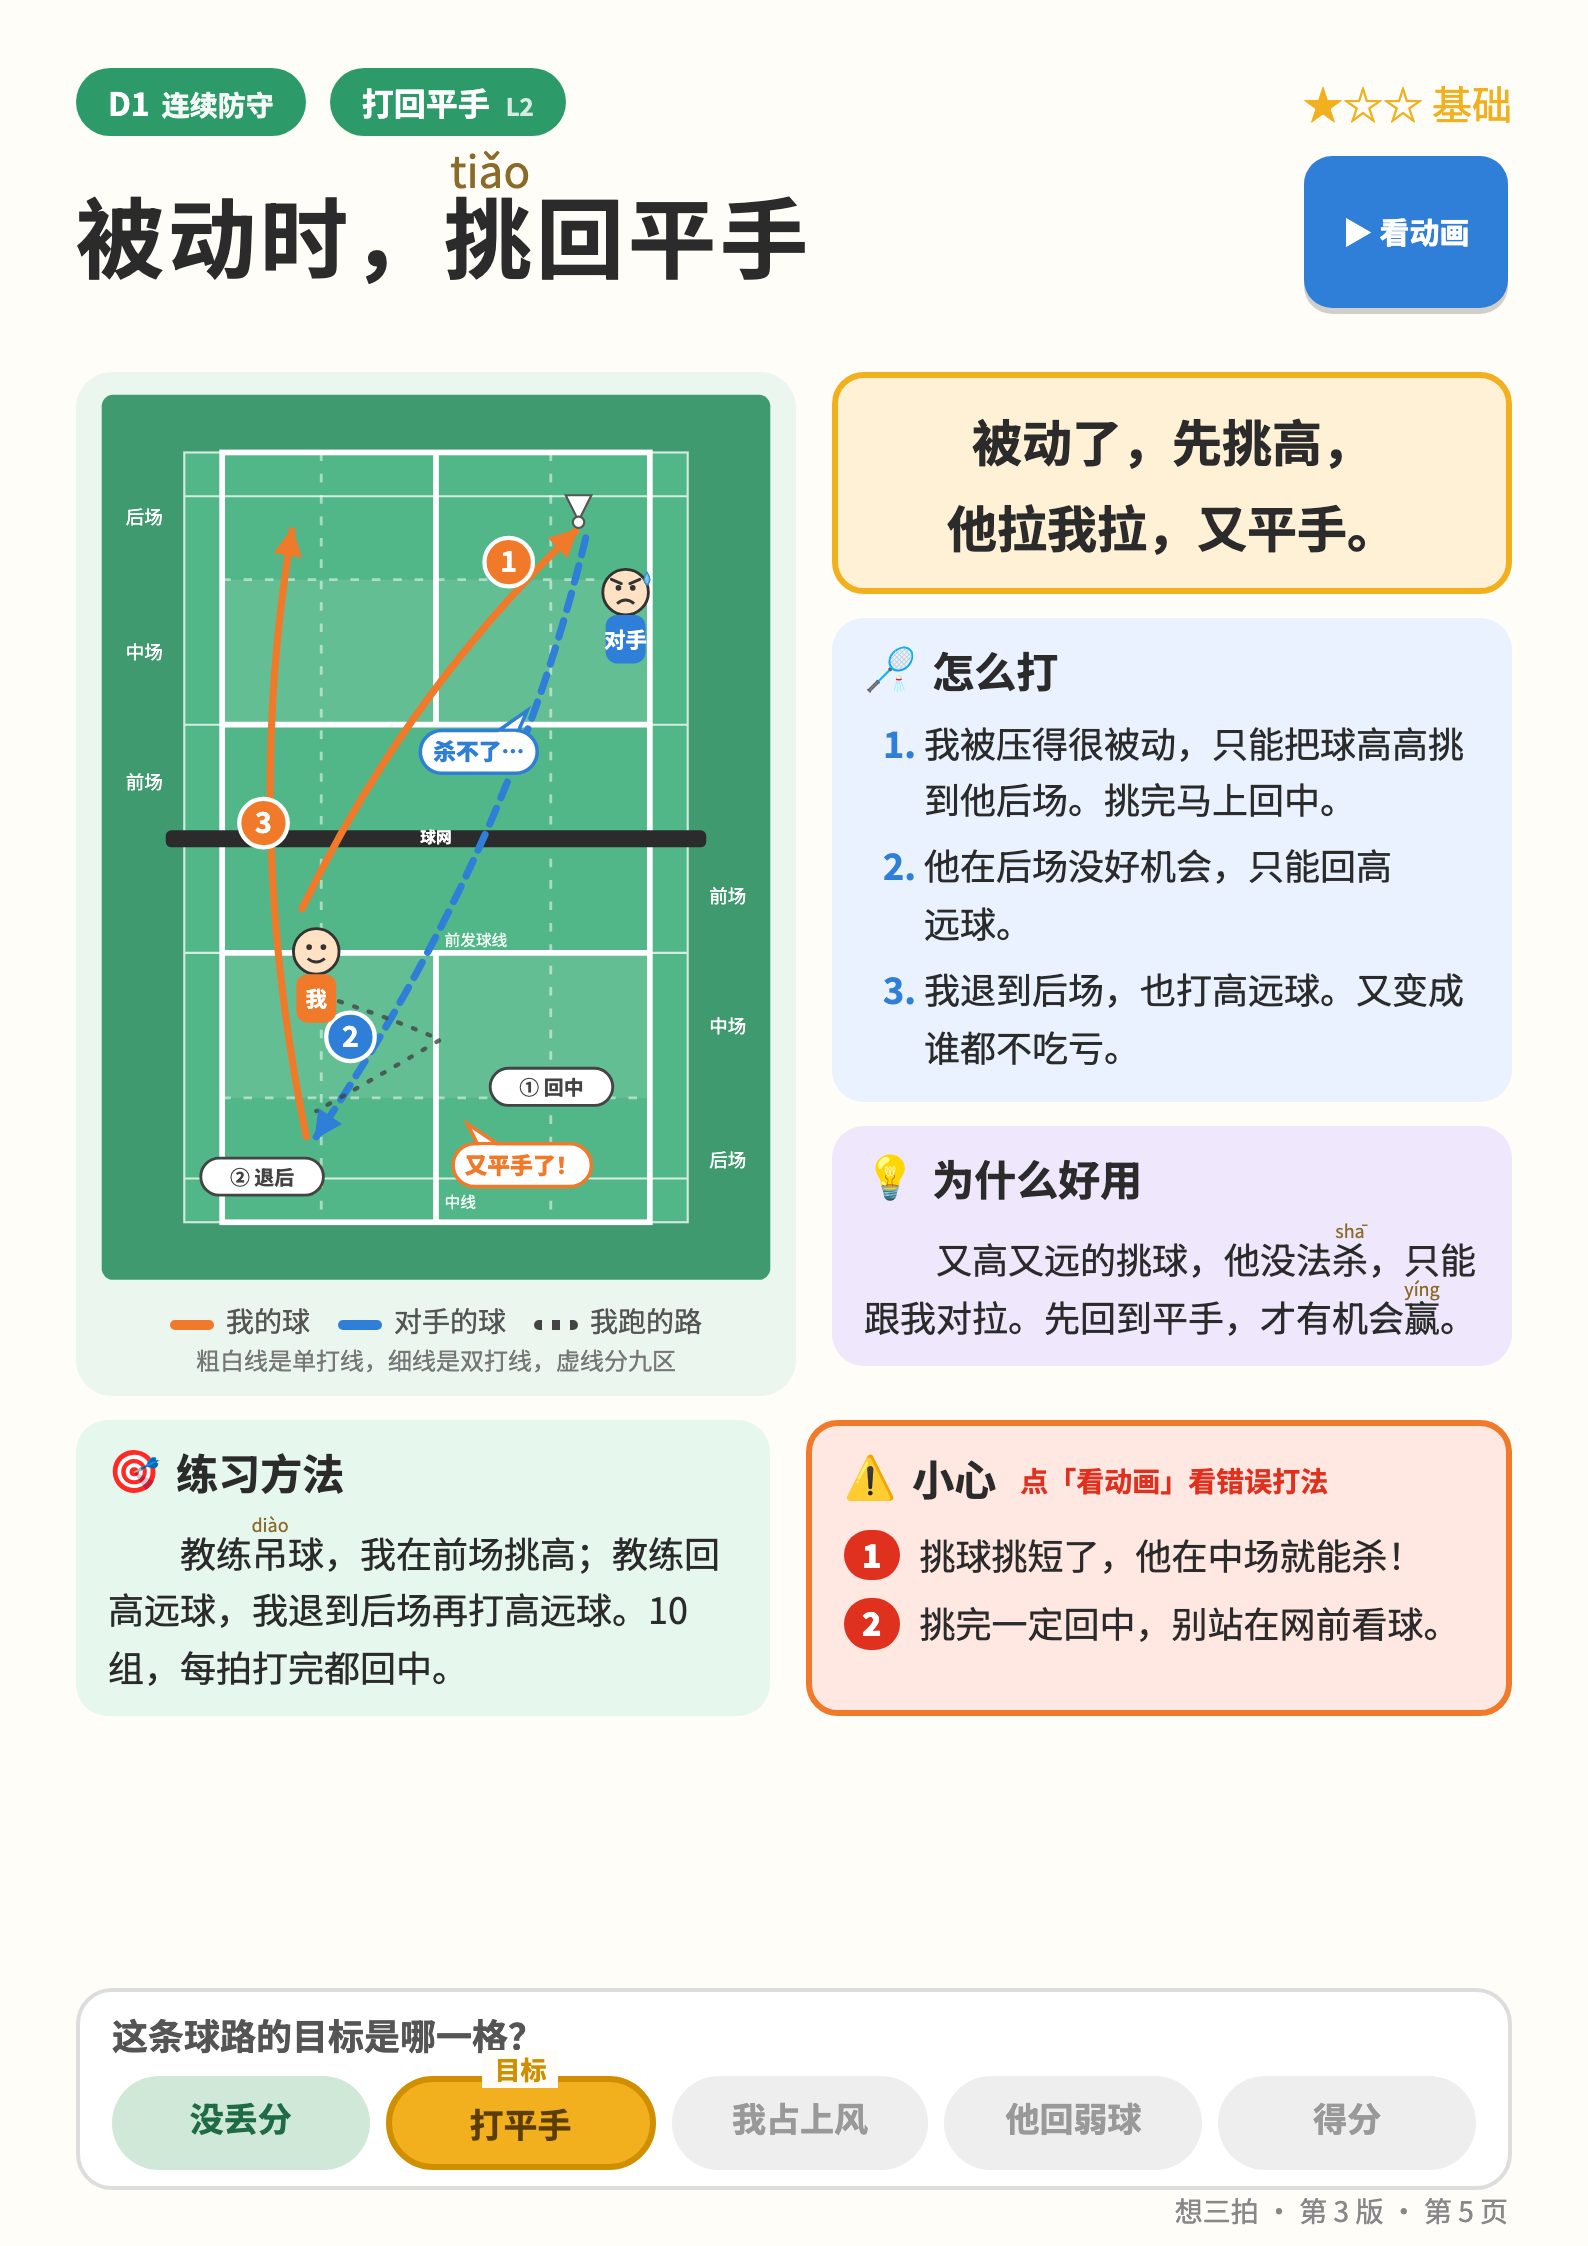 D1 连续防守
打回平手 L2
★☆☆ 基础
tiǎo
被动时，挑回平手
▶ 看动画
后场
中场
前场
1
对手
杀不了…
3
球网
前场
前发球线
我
2
中场
① 回中
又平手了！
后场
② 退后
中线
我的球 对手的球 我跑的路
粗白线是单打线，细线是双打线，虚线分九区
被动了，先挑高，
他拉我拉，又平手。
怎么打
1. 我被压得很被动，只能把球高高挑
到他后场。挑完马上回中。
2. 他在后场没好机会，只能回高
远球。
3. 我退到后场，也打高远球。又变成
谁都不吃亏。
为什么好用
shā
又高又远的挑球，他没法杀，只能
yíng
跟我对拉。先回到平手，才有机会赢。
练习方法
diào
教练吊球，我在前场挑高；教练回
高远球，我退到后场再打高远球。10
组，每拍打完都回中。
小心 点「看动画」看错误打法
1 挑球挑短了，他在中场就能杀！
2 挑完一定回中，别站在网前看球。
这条球路的目标是哪一格？
目标
没丢分 打平手 我占上风 他回弱球 得分
想三拍 · 第 3 版 · 第 5 页